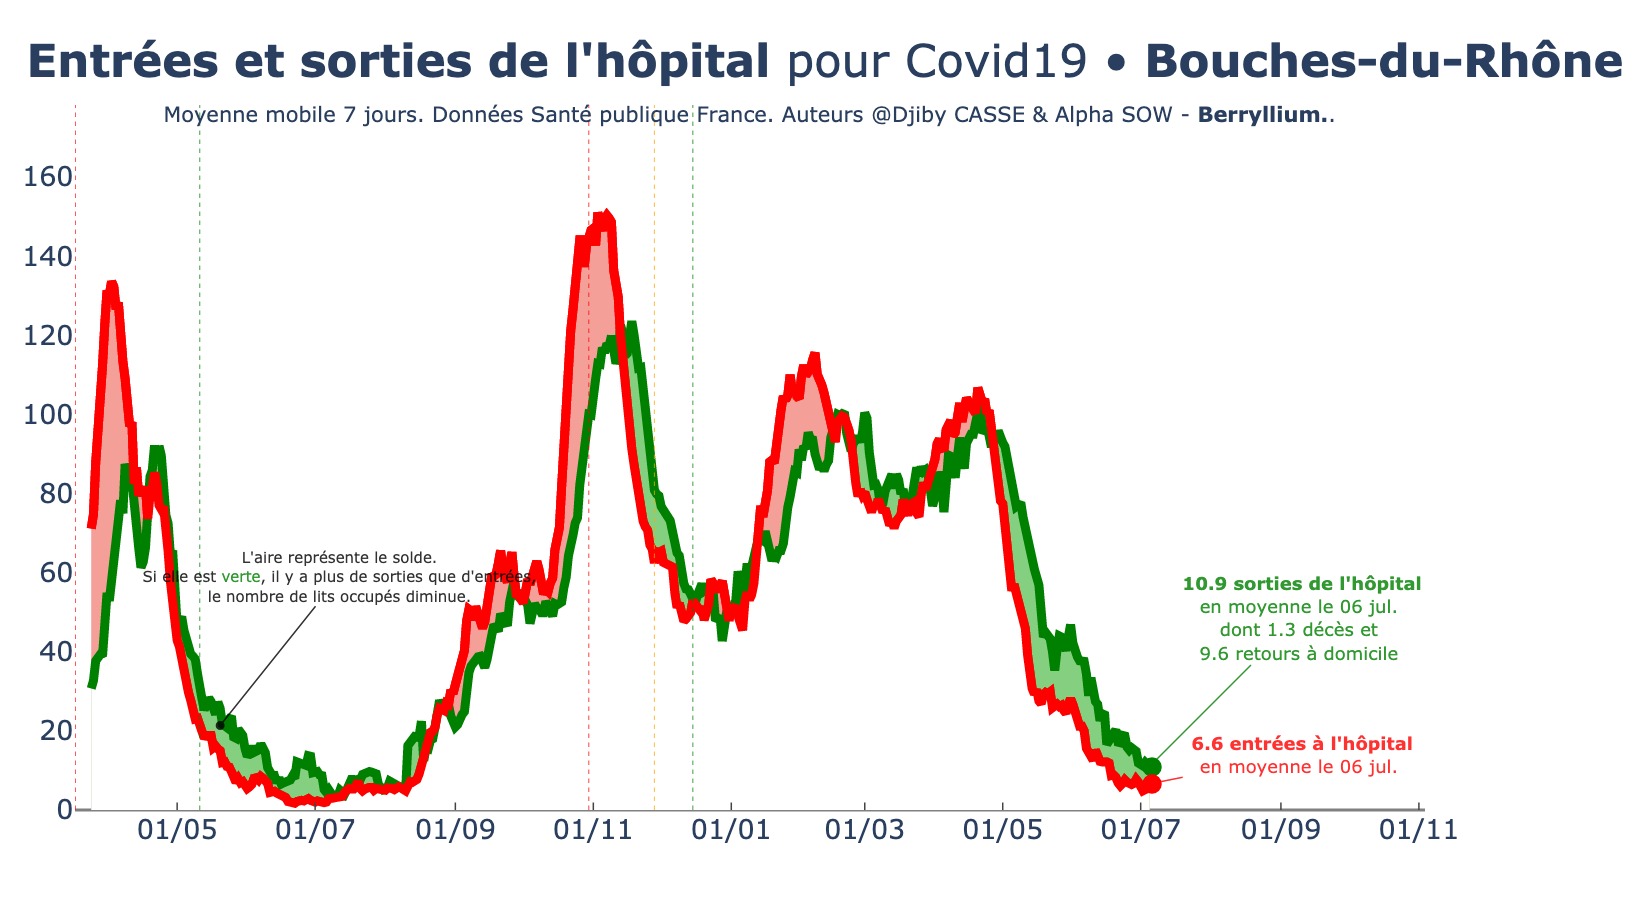 Entrées et sorties de l'hôpital pour Covid19 • Bouches-du-Rhône
Moyenne mobile 7 jours. Données Santé publique France. Auteurs @Djiby CASSE & Alpha SOW - Berryllium..
160
140
120
100
80
60
40
20
0
L'aire représente le solde.
Si elle est verte, il y a plus de sorties que d'entrées,
le nombre de lits occupés diminue.
10.9 sorties de l'hôpital
en moyenne le 06 jul.
dont 1.3 décès et
9.6 retours à domicile
6.6 entrées à l'hôpital
en moyenne le 06 jul.
01/05 01/07 01/09 01/11 01/01 01/03 01/05 01/07 01/09 01/11